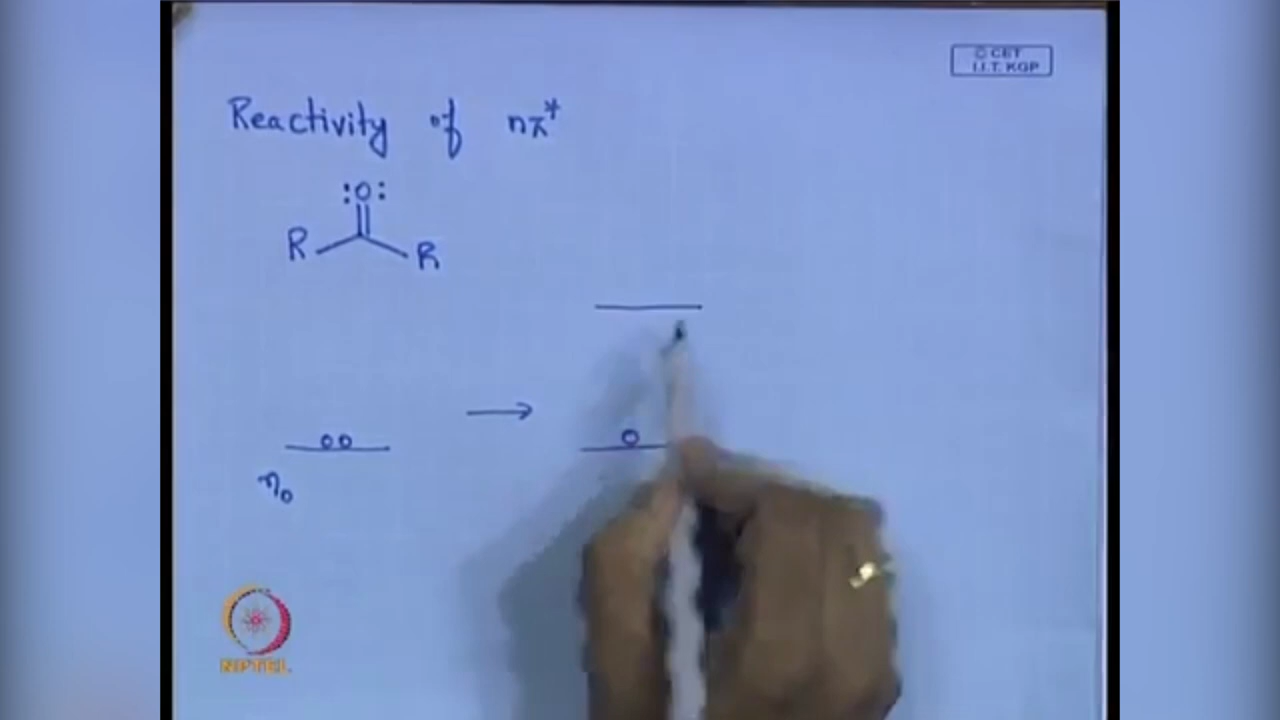 © CET
I.I.T. KGP
Reactivity of nπ*
:O:
R R
n₀
NPTEL